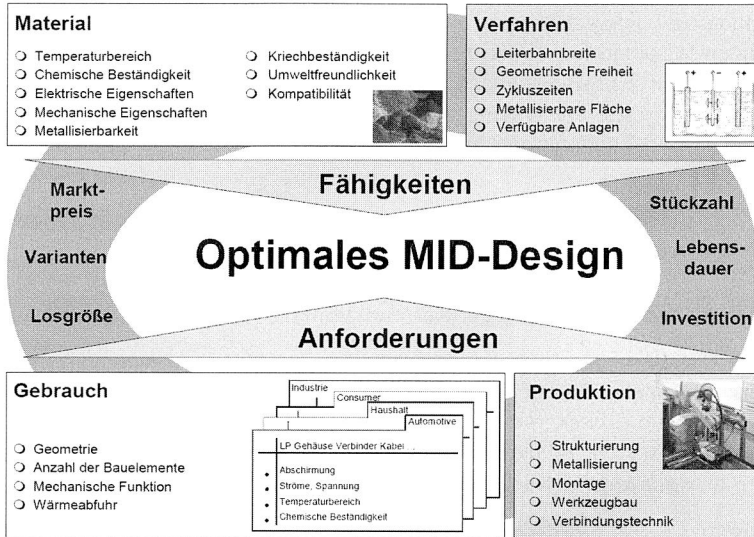 Material
Temperaturbereich
Chemische Beständigkeit
Elektrische Eigenschaften
Mechanische Eigenschaften
Metallisierbarkeit
Kriechbeständigkeit
Umweltfreundlichkeit
Kompatibilität
Verfahren
Leiterbahnbreite
Geometrische Freiheit
Zykluszeiten
Metallisierbare Fläche
Verfügbare Anlagen
+ - +
Fähigkeiten
Markt-
preis
Varianten
Losgröße
Optimales MID-Design
Stückzahl
Lebens-
dauer
Investition
Anforderungen
Gebrauch
Geometrie
Anzahl der Bauelemente
Mechanische Funktion
Wärmeabfuhr
Industrie
Consumer
Haushalt
Automotive
LP Gehäuse Verbinder Kabel ...
Abschirmung
Ströme, Spannung
Temperaturbereich
Chemische Beständigkeit
Produktion
Strukturierung
Metallisierung
Montage
Werkzeugbau
Verbindungstechnik